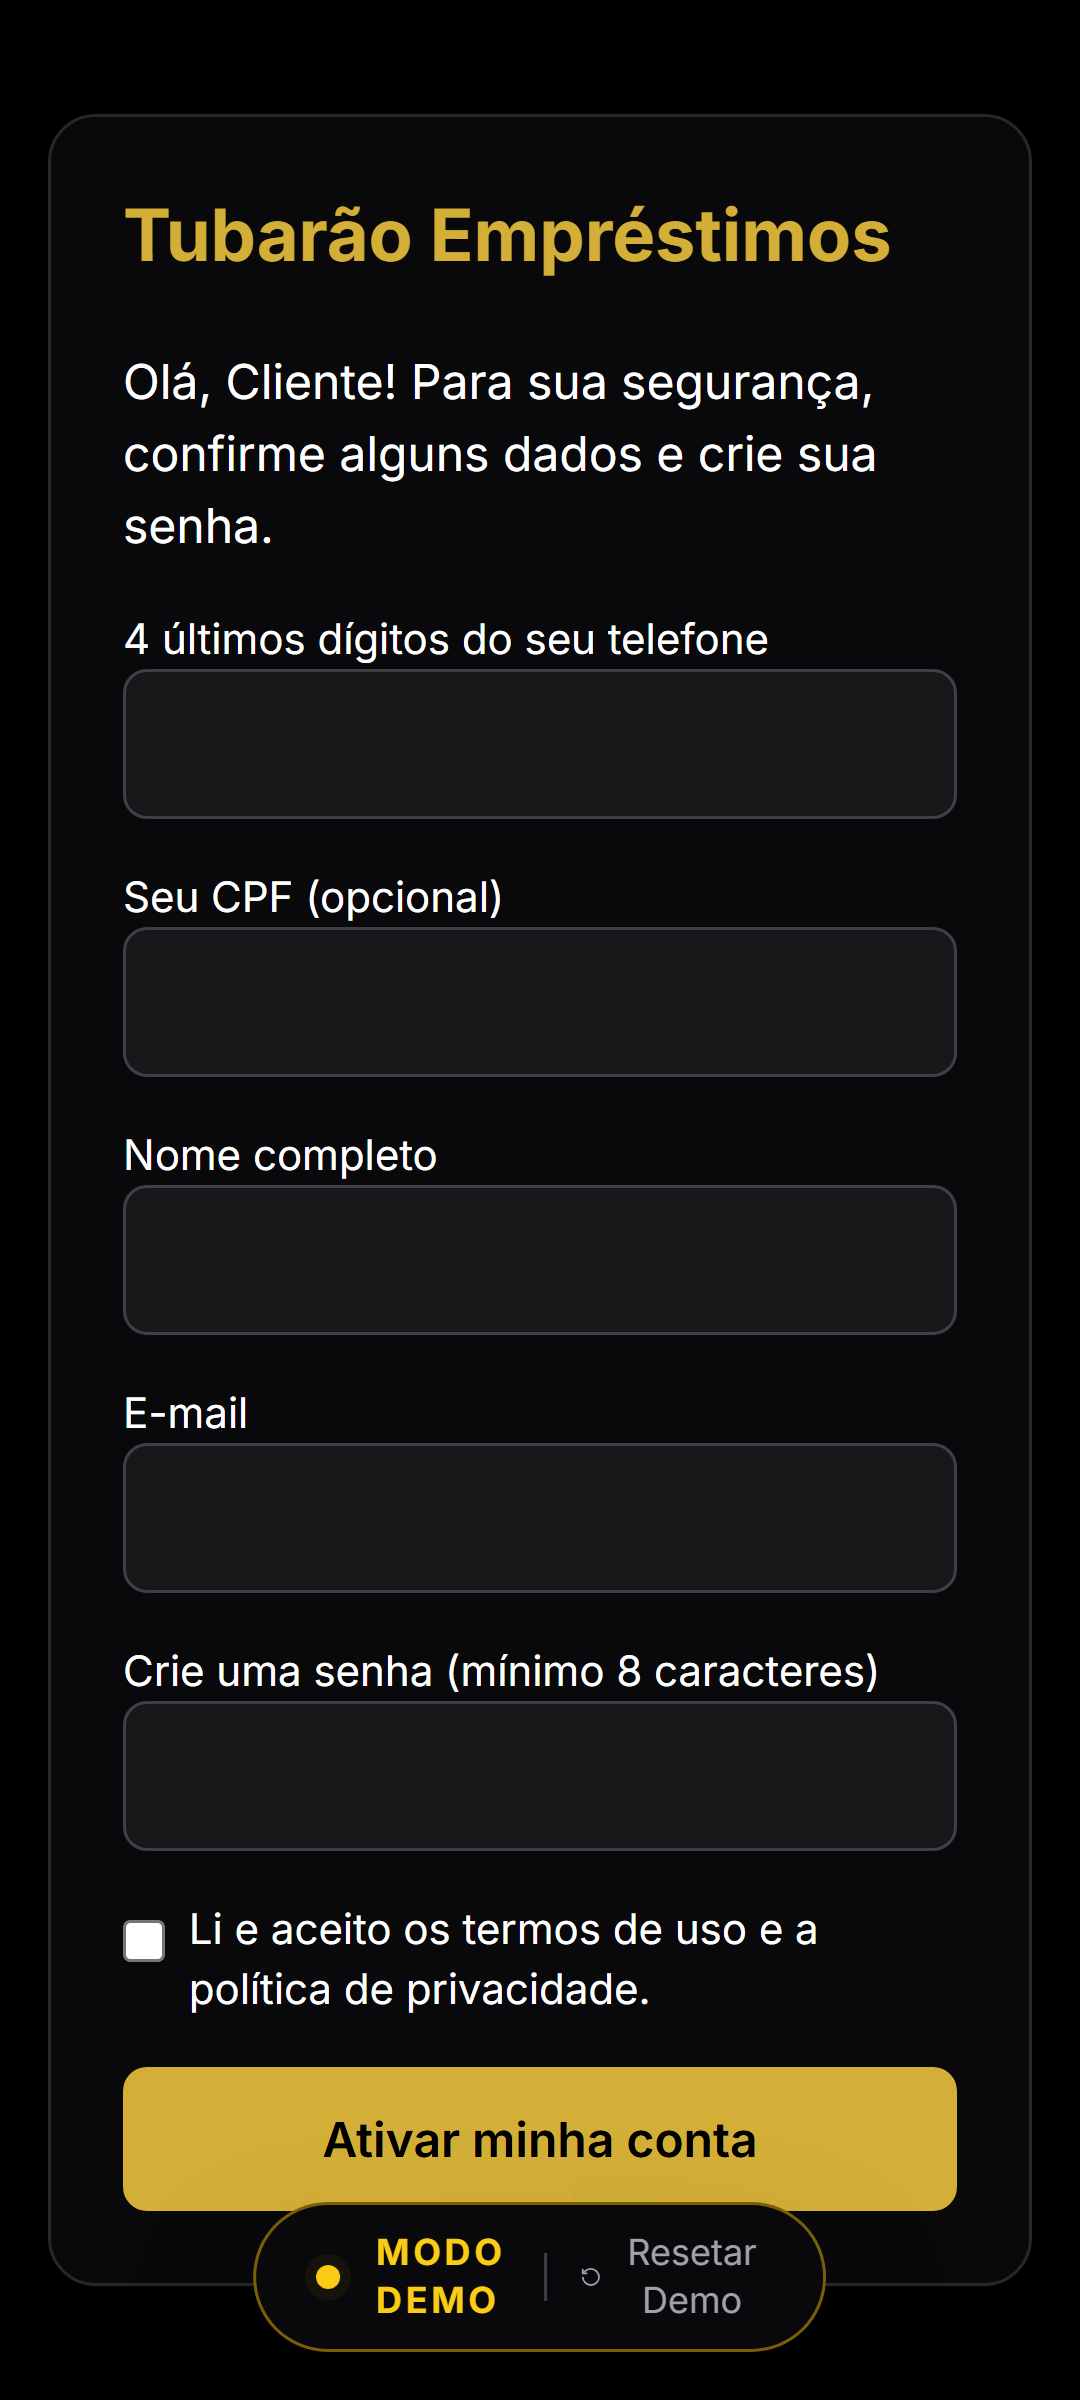 Tubarão Empréstimos
Olá, Cliente! Para sua segurança,
confirme alguns dados e crie sua
senha.
4 últimos dígitos do seu telefone
Seu CPF (opcional)
Nome completo
E-mail
Crie uma senha (mínimo 8 caracteres)
Li e aceito os termos de uso e a
política de privacidade.
Ativar minha conta
MODO
DEMO
Resetar
Demo